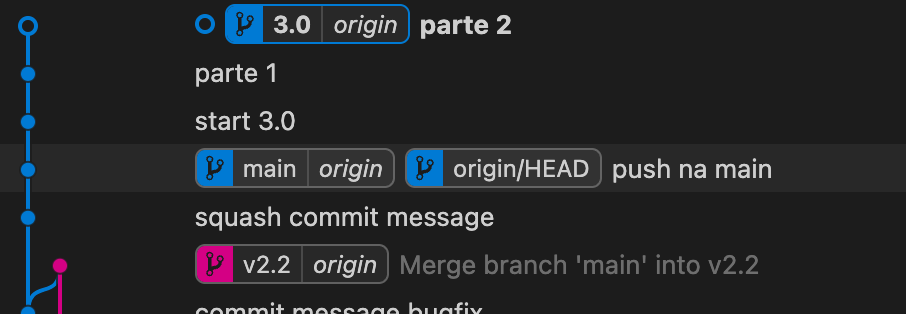 3.0 origin parte 2
parte 1
start 3.0
main origin origin/HEAD push na main
squash commit message
v2.2 origin Merge branch 'main' into v2.2
commit message bugfix